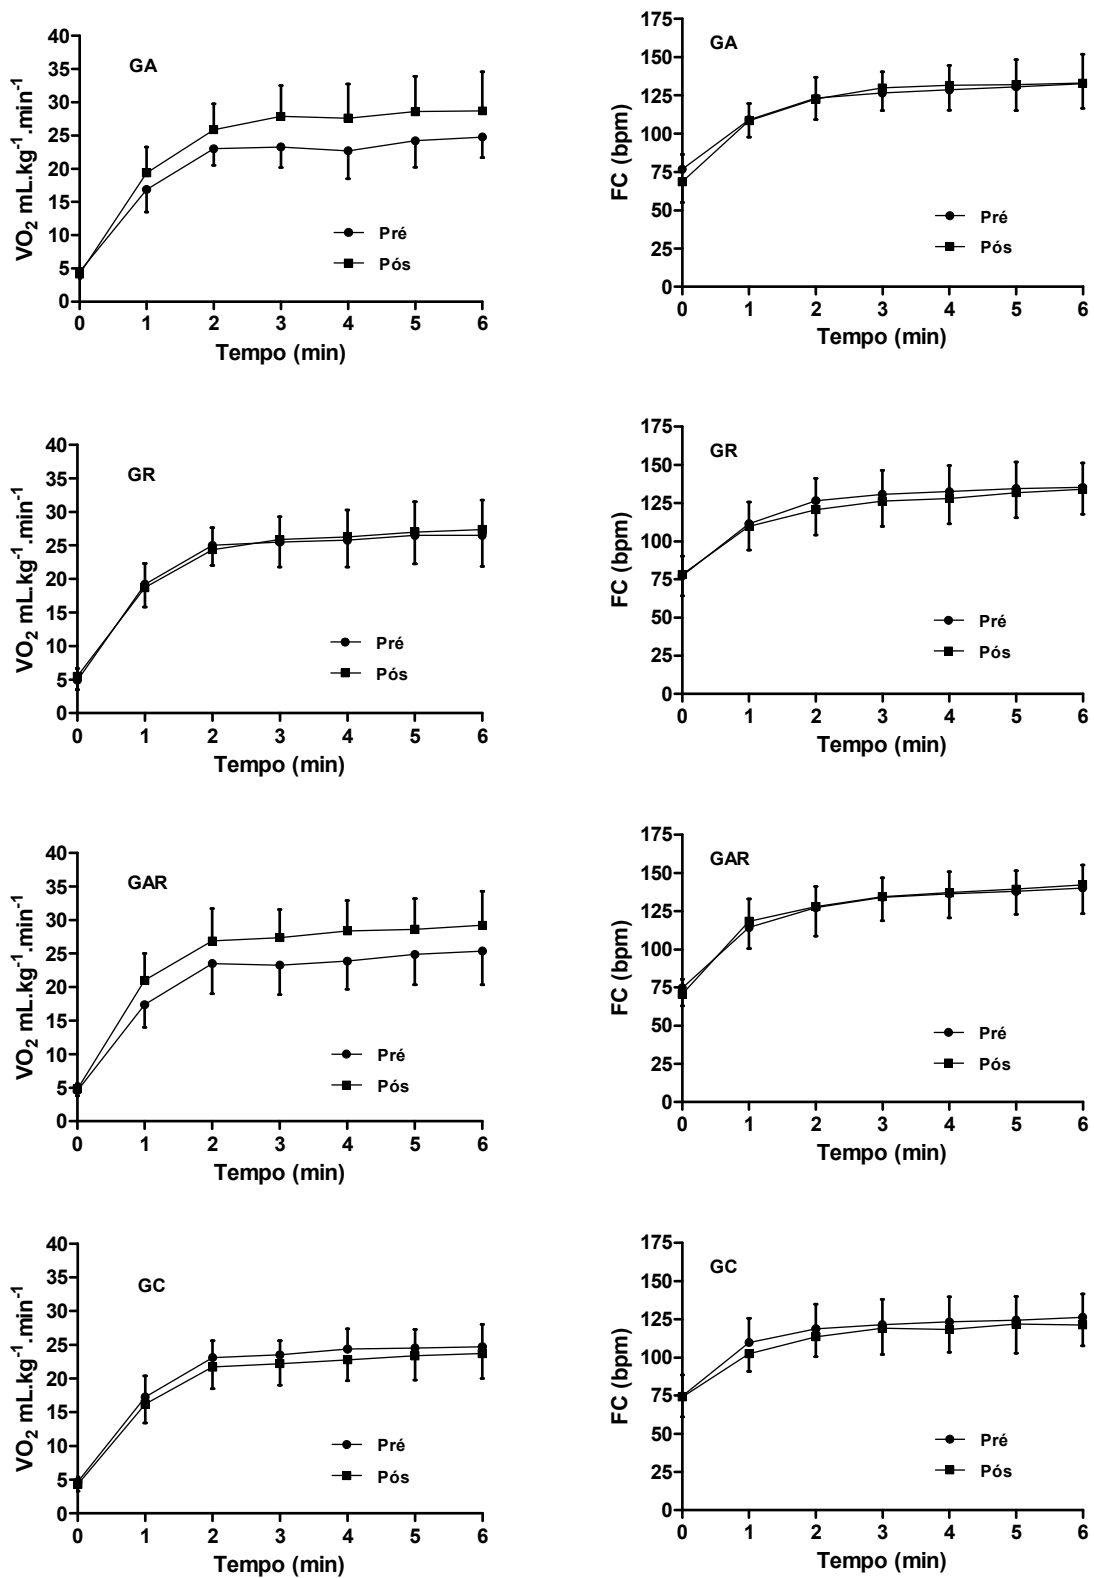 GA
VO₂ mL.kg⁻¹.min⁻¹
40
35
30
25
20
15
10
5
0
Pré
Pós
0 1 2 3 4 5 6
Tempo (min)
GA
FC (bpm)
175
150
125
100
75
50
25
0
Pré
Pós
0 1 2 3 4 5 6
Tempo (min)
GR
VO₂ mL.kg⁻¹.min⁻¹
40
35
30
25
20
15
10
5
0
Pré
Pós
0 1 2 3 4 5 6
Tempo (min)
GR
FC (bpm)
175
150
125
100
75
50
25
0
Pré
Pós
0 1 2 3 4 5 6
Tempo (min)
GAR
VO₂ mL.kg⁻¹.min⁻¹
40
35
30
25
20
15
10
5
0
Pré
Pós
0 1 2 3 4 5 6
Tempo (min)
GAR
FC (bpm)
175
150
125
100
75
50
25
0
Pré
Pós
0 1 2 3 4 5 6
Tempo (min)
GC
VO₂ mL.kg⁻¹.min⁻¹
40
35
30
25
20
15
10
5
0
Pré
Pós
0 1 2 3 4 5 6
Tempo (min)
GC
FC (bpm)
175
150
125
100
75
50
25
0
Pré
Pós
0 1 2 3 4 5 6
Tempo (min)